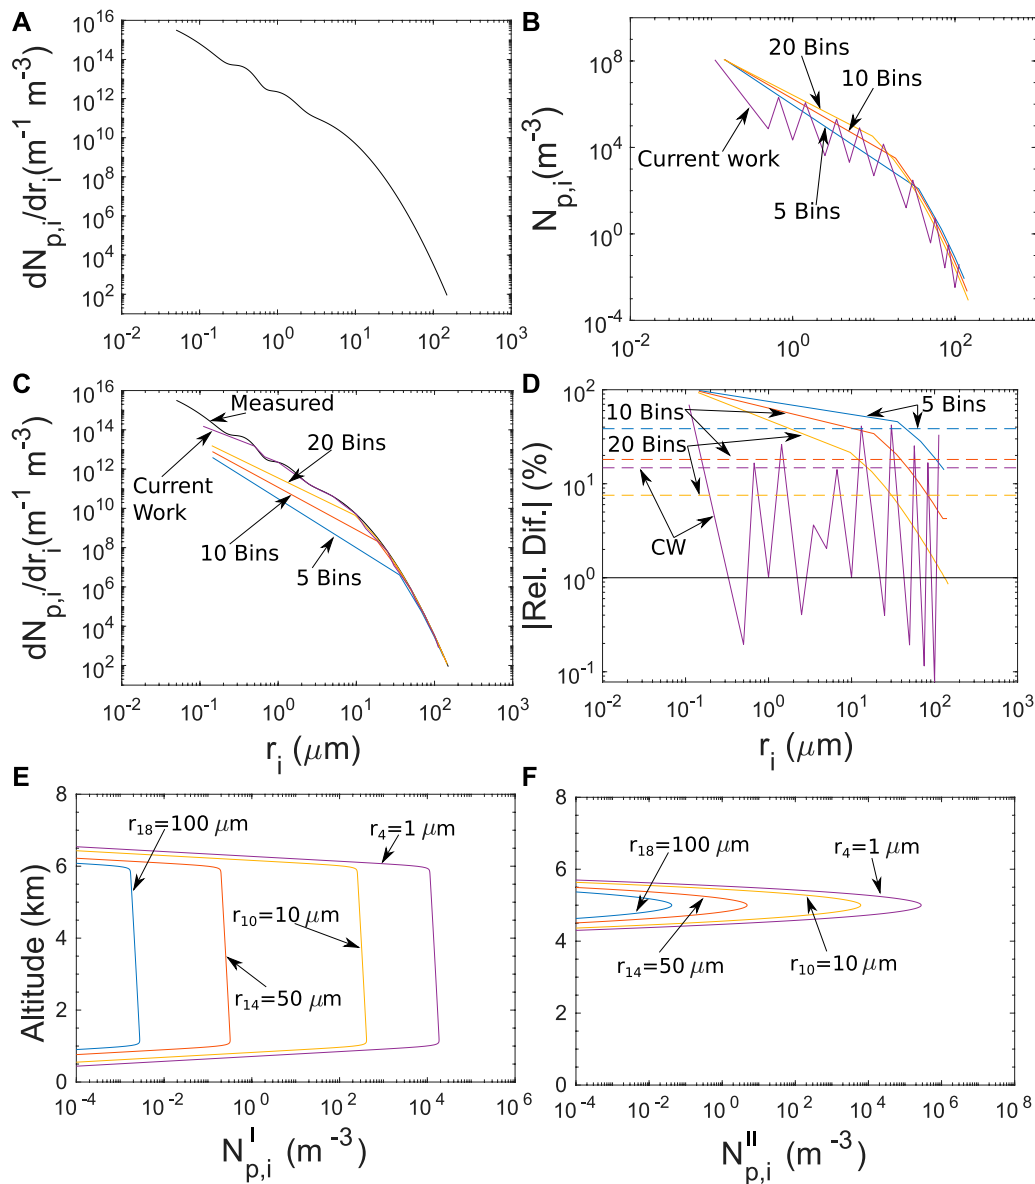 A
dN_p,i/dr_i(m^-1 m^-3)
10^16
10^14
10^12
10^10
10^8
10^6
10^4
10^2
10^-2 10^-1 10^0 10^1 10^2 10^3
B
N_p,i(m^-3)
10^8
10^4
10^0
10^-4
10^-2 10^0 10^2
20 Bins
10 Bins
Current work
5 Bins
C
dN_p,i/dr_i(m^-1 m^-3)
10^16
10^14
10^12
10^10
10^8
10^6
10^4
10^2
10^-2 10^-1 10^0 10^1 10^2 10^3
r_i (μm)
Measured
20 Bins
Current
Work
10 Bins
5 Bins
D
|Rel. Dif.| (%)
10^2
10^1
10^0
10^-1
10^-2 10^-1 10^0 10^1 10^2 10^3
r_i (μm)
10 Bins
5 Bins
20 Bins
CW
E
Altitude (km)
8
6
4
2
0
10^-4 10^-2 10^0 10^2 10^4 10^6
N^I_p,i (m^-3)
r_18=100 μm
r_4=1 μm
r_10=10 μm
r_14=50 μm
F
8
6
4
2
0
10^-4 10^-2 10^0 10^2 10^4 10^6 10^8
N^II_p,i (m^-3)
r_18=100 μm
r_4=1 μm
r_14=50 μm
r_10=10 μm